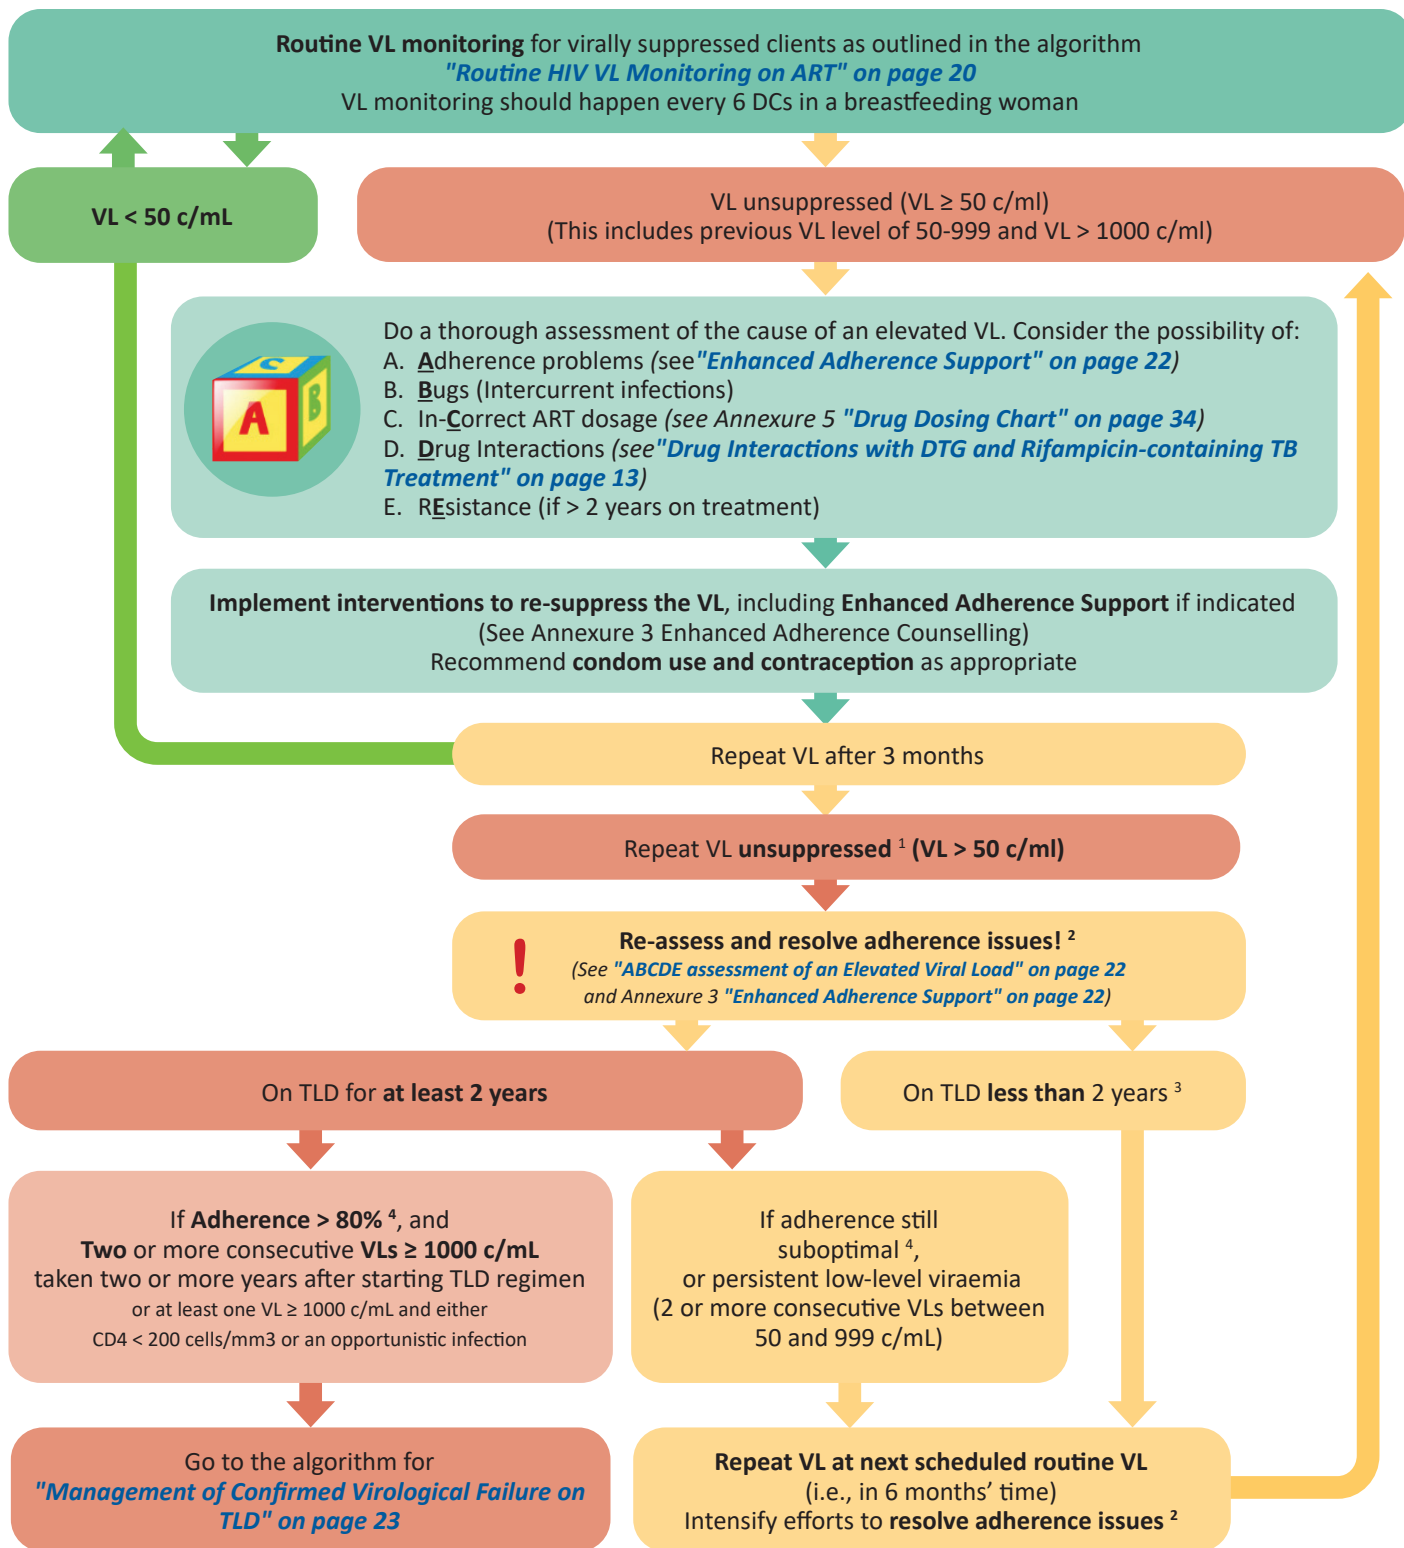 Routine VL monitoring for virally suppressed clients as outlined in the algorithm
"Routine HIV VL Monitoring on ART" on page 20
VL monitoring should happen every 6 DCs in a breastfeeding woman
VL < 50 c/mL
VL unsuppressed (VL ≥ 50 c/ml)
(This includes previous VL level of 50-999 and VL > 1000 c/ml)
A
B
C
Do a thorough assessment of the cause of an elevated VL. Consider the possibility of:
A. Adherence problems (see"Enhanced Adherence Support" on page 22)
B. Bugs (Intercurrent infections)
C. In-Correct ART dosage (see Annexure 5 "Drug Dosing Chart" on page 34)
D. Drug Interactions (see"Drug Interactions with DTG and Rifampicin-containing TB
Treatment" on page 13)
E. REsistance (if > 2 years on treatment)
Implement interventions to re-suppress the VL, including Enhanced Adherence Support if indicated
(See Annexure 3 Enhanced Adherence Counselling)
Recommend condom use and contraception as appropriate
Repeat VL after 3 months
Repeat VL unsuppressed ¹ (VL > 50 c/ml)
!
Re-assess and resolve adherence issues! ²
(See "ABCDE assessment of an Elevated Viral Load" on page 22
and Annexure 3 "Enhanced Adherence Support" on page 22)
On TLD for at least 2 years
On TLD less than 2 years ³
If Adherence > 80% ⁴, and
Two or more consecutive VLs ≥ 1000 c/mL
taken two or more years after starting TLD regimen
or at least one VL ≥ 1000 c/mL and either
CD4 < 200 cells/mm3 or an opportunistic infection
If adherence still
suboptimal ⁴,
or persistent low-level viraemia
(2 or more consecutive VLs between
50 and 999 c/mL)
Go to the algorithm for
"Management of Confirmed Virological Failure on
TLD" on page 23
Repeat VL at next scheduled routine VL
(i.e., in 6 months' time)
Intensify efforts to resolve adherence issues ²